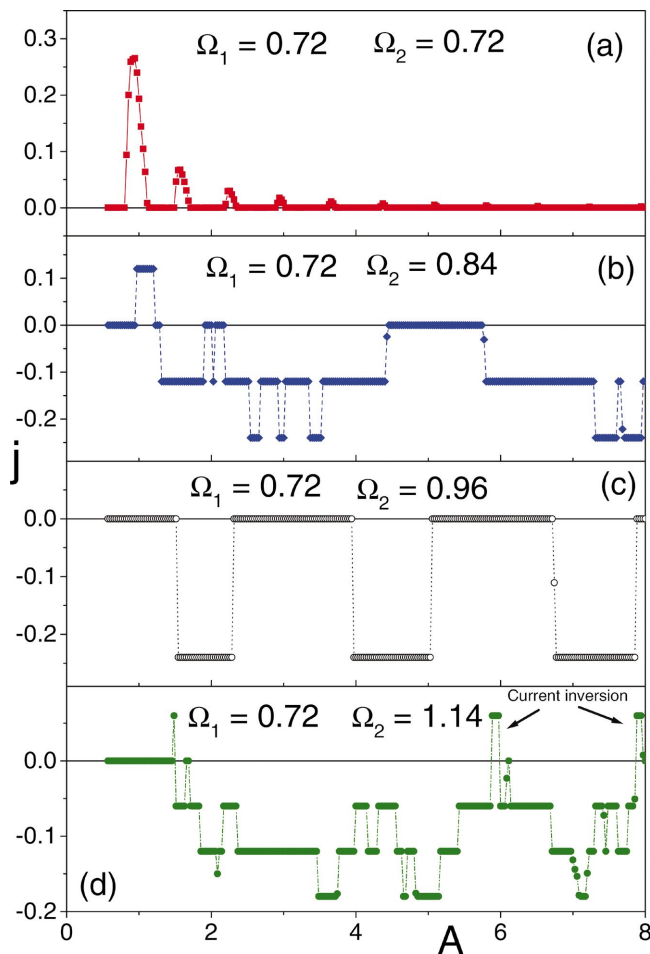 0.3
Ω1 = 0.72 Ω2 = 0.72 (a)
0.2
0.1
0.0
0.1
Ω1 = 0.72 Ω2 = 0.84 (b)
0.0
-0.1
-0.2
j
Ω1 = 0.72 Ω2 = 0.96 (c)
0.0
-0.1
-0.2
Current inversion
Ω1 = 0.72 Ω2 = 1.14
0.0
-0.1
(d)
-0.2
0 2 4 6 8
A